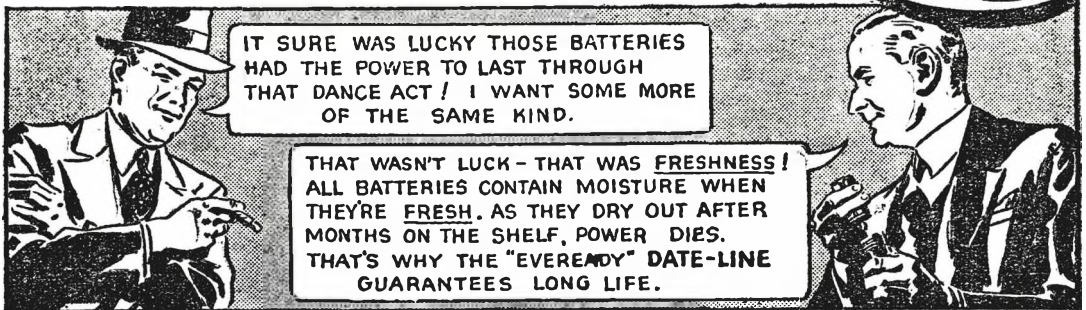 IT SURE WAS LUCKY THOSE BATTERIES
HAD THE POWER TO LAST THROUGH
THAT DANCE ACT! I WANT SOME MORE
OF THE SAME KIND.
THAT WASN'T LUCK - THAT WAS FRESHNESS!
ALL BATTERIES CONTAIN MOISTURE WHEN
THEY'RE FRESH. AS THEY DRY OUT AFTER
MONTHS ON THE SHELF, POWER DIES.
THAT'S WHY THE "EVEREADY" DATE-LINE
GUARANTEES LONG LIFE.